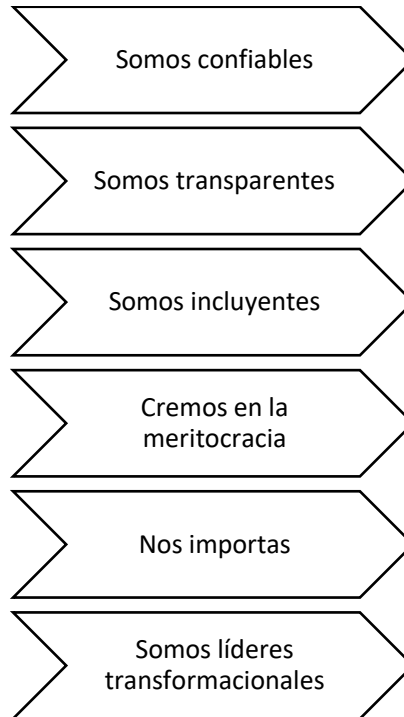 Somos confiables
Somos transparentes
Somos incluyentes
Cremos en la
meritocracia
Nos importas
Somos líderes
transformacionales